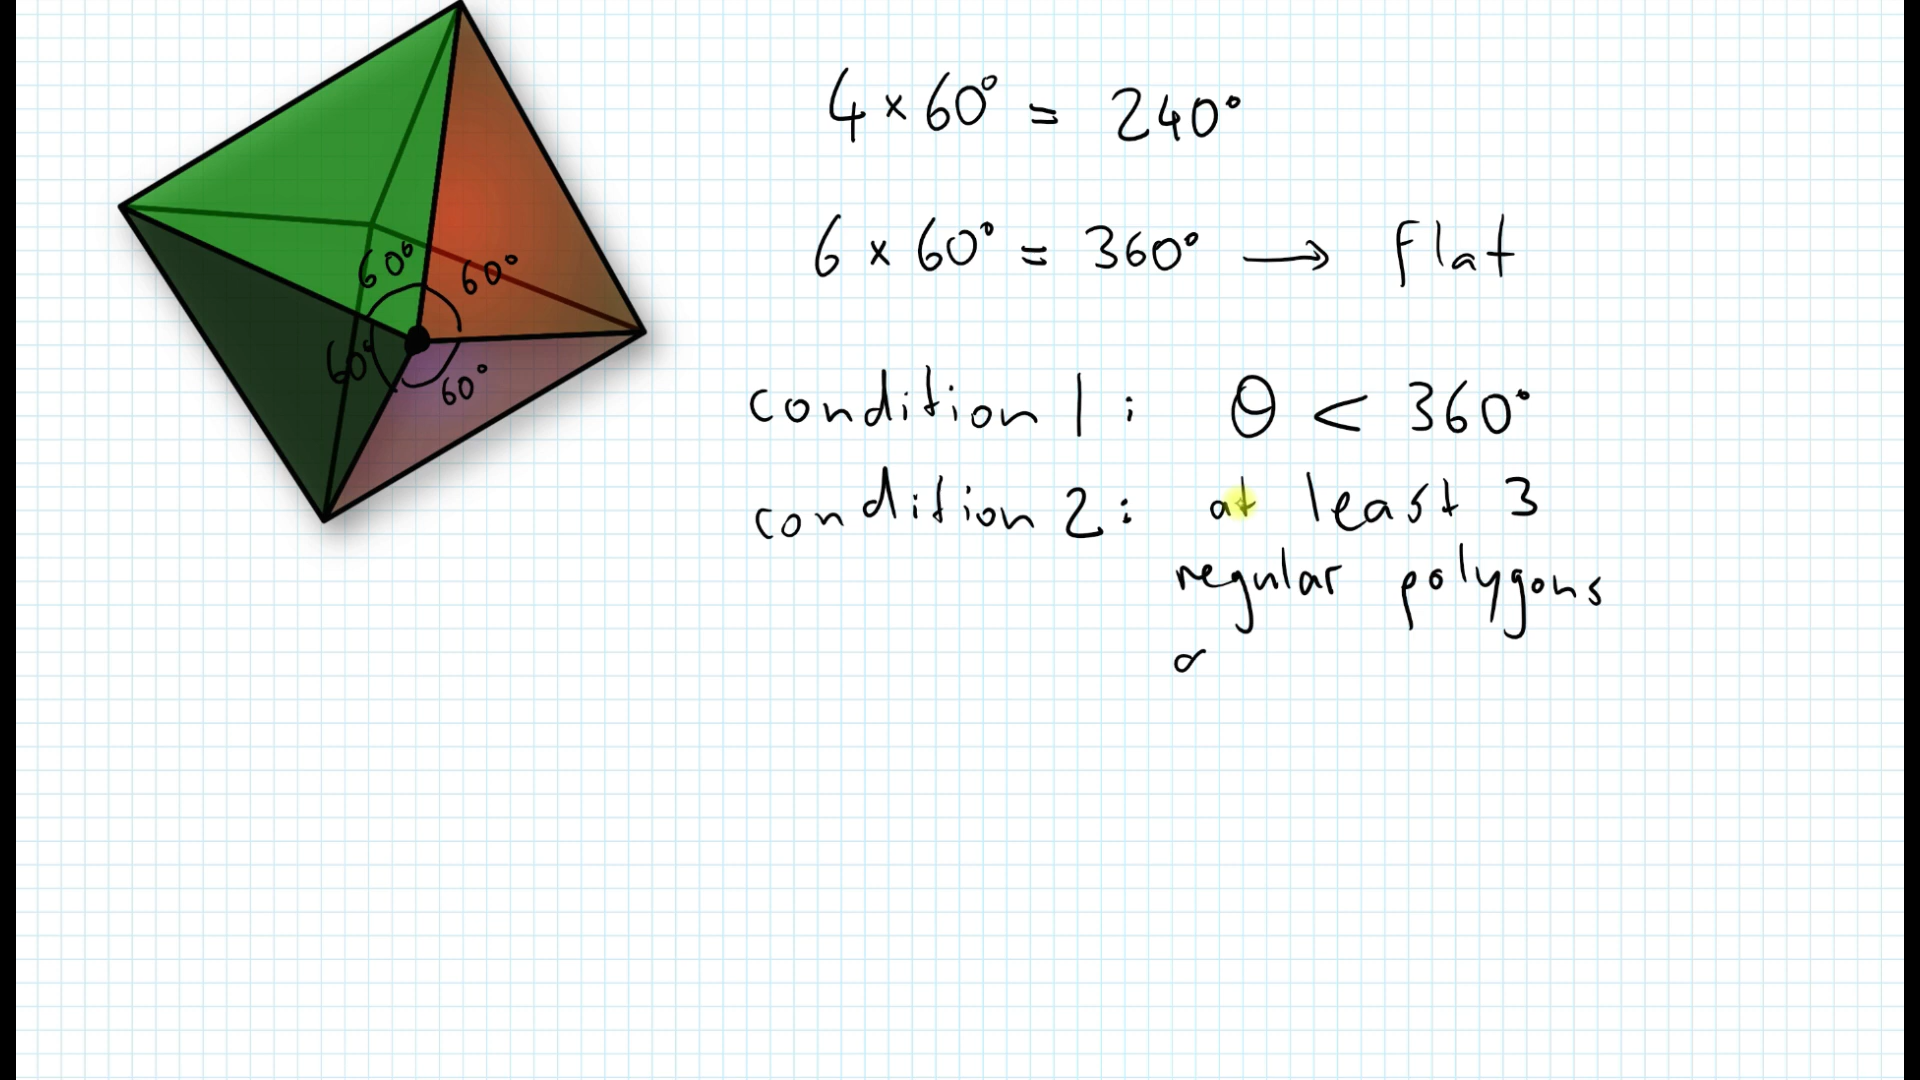 60° 60°
60° 60°
4 × 60° = 240°
6 × 60° = 360° → flat
condition 1: θ < 360°
condition 2: at least 3
regular polygons